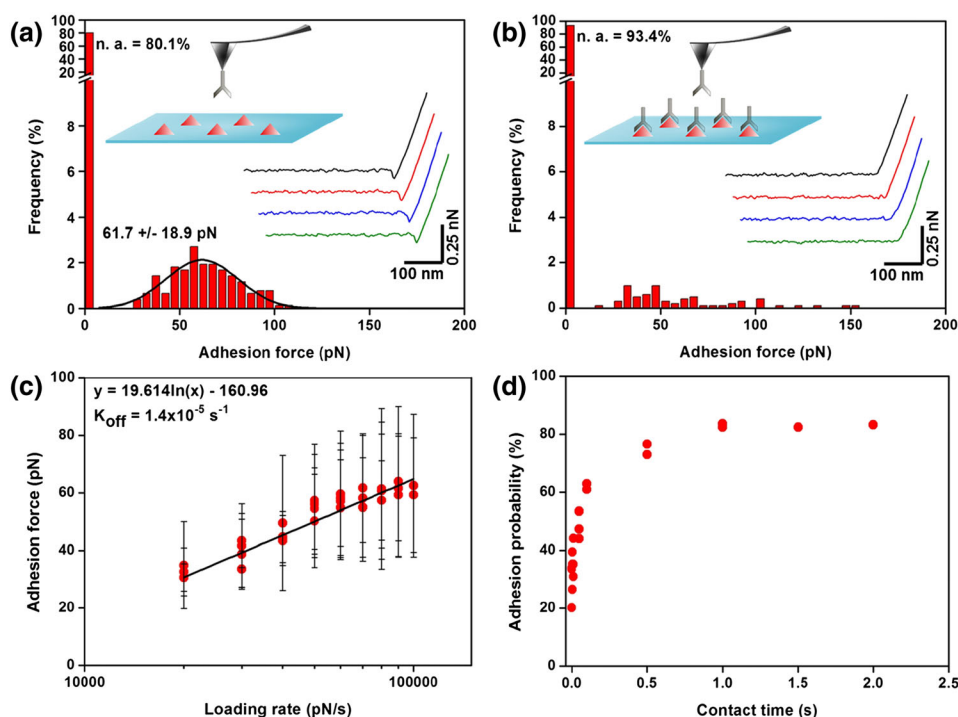 (a)
n. a. = 80.1%
61.7 +/- 18.9 pN
100 nm
0.25 nN
Frequency (%)
100
80
60
40
20
8
6
4
2
0
0 50 100 150 200
Adhesion force (pN)
(b)
n. a. = 93.4%
100 nm
0.25 nN
Frequency (%)
100
80
60
40
20
8
6
4
2
0
0 50 100 150 200
Adhesion force (pN)
(c)
y = 19.614ln(x) - 160.96
Koff = 1.4x10⁻⁵ s⁻¹
Adhesion force (pN)
100
80
60
40
20
0
10000 100000
Loading rate (pN/s)
(d)
Adhesion probability (%)
100
80
60
40
20
0
0.0 0.5 1.0 1.5 2.0 2.5
Contact time (s)